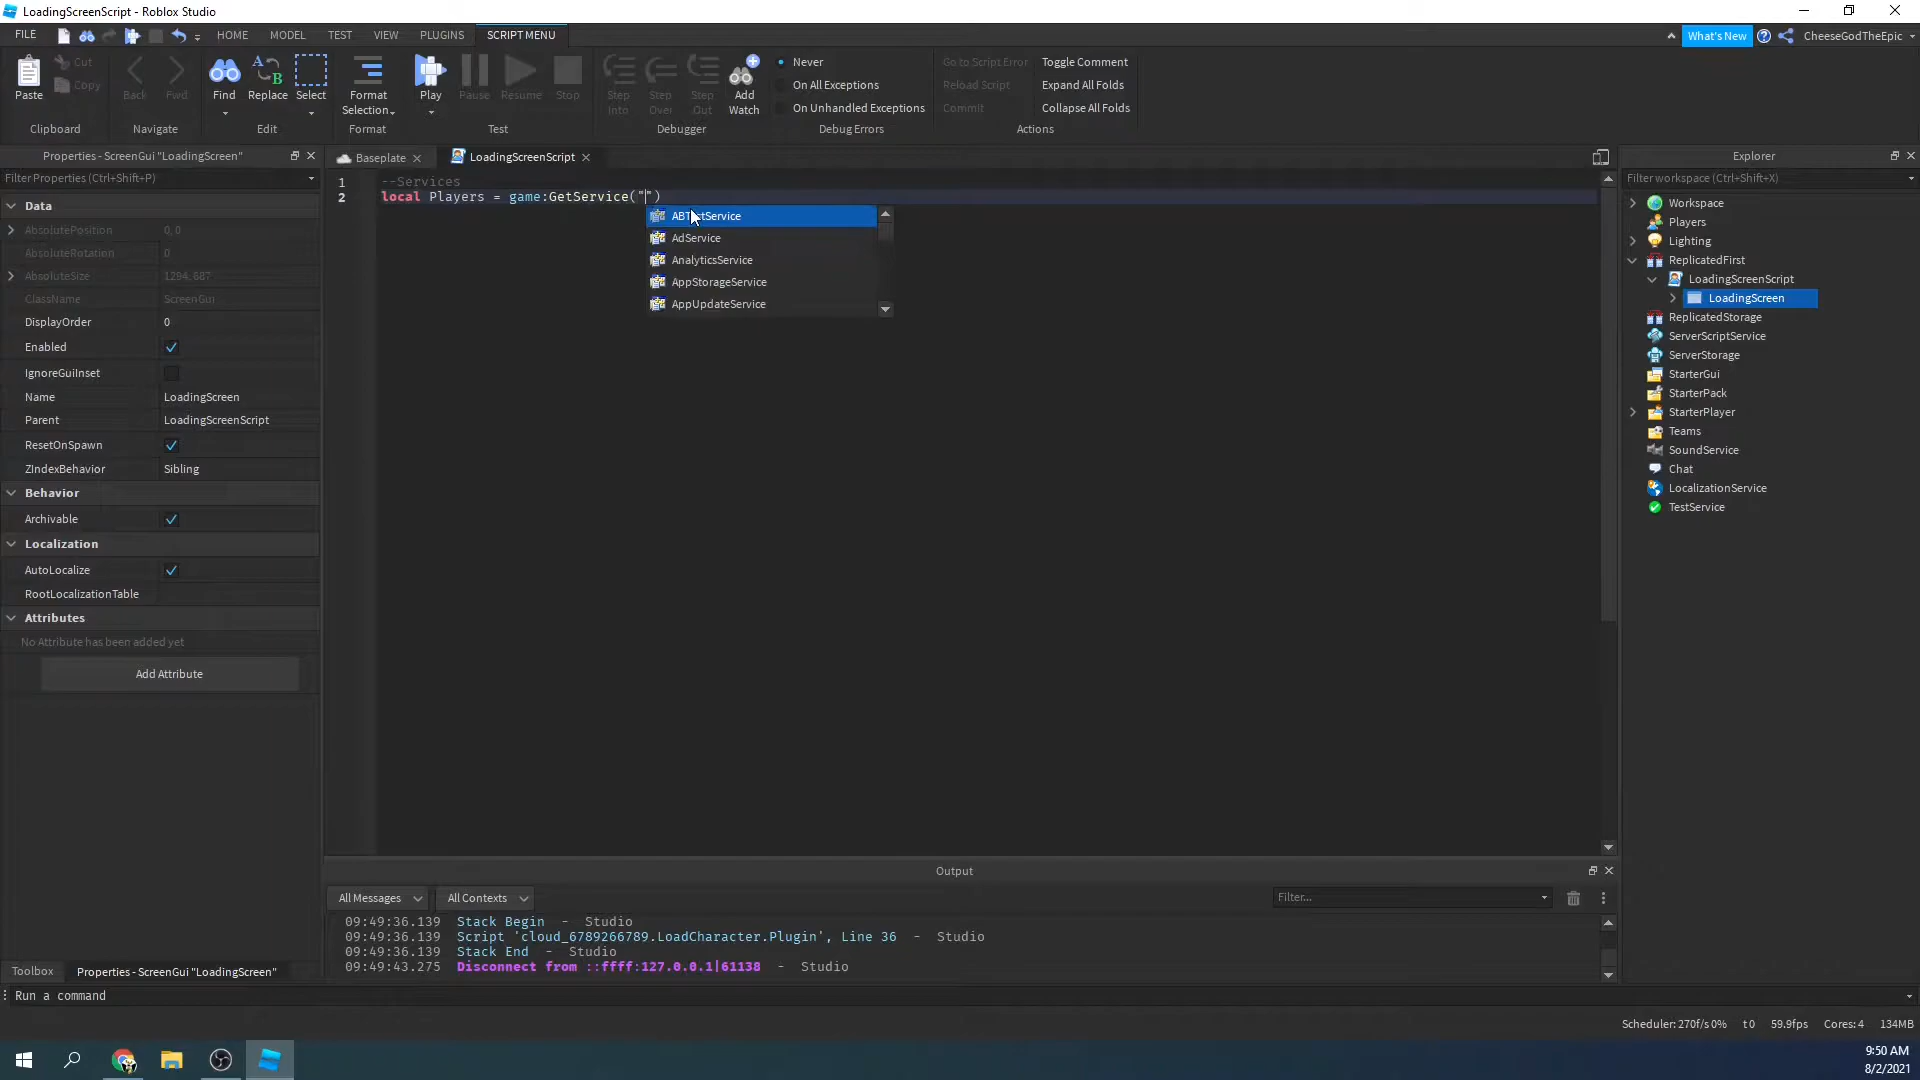 LoadingScreenScript - Roblox Studio
FILE
HOME
MODEL
TEST
VIEW
PLUGINS
SCRIPT MENU
What's New
CheeseGodTheEpic
Paste
Cut
Copy
Clipboard
Back
Fwd
Navigate
Find
Replace
Select
Edit
Format
Selection
Format
Play
Pause
Resume
Stop
Test
Step
Into
Step
Over
Step
Out
Add
Watch
Debugger
Never
On All Exceptions
On Unhandled Exceptions
Debug Errors
Go to Script Error
Reload Script
Commit
Toggle Comment
Expand All Folds
Collapse All Folds
Actions
Properties - ScreenGui "LoadingScreen"
Filter Properties (Ctrl+Shift+P)
Data
AbsolutePosition 0, 0
AbsoluteRotation 0
AbsoluteSize 1294, 687
ClassName ScreenGui
DisplayOrder 0
Enabled
IgnoreGuiInset
Name LoadingScreen
Parent LoadingScreenScript
ResetOnSpawn
ZIndexBehavior Sibling
Behavior
Archivable
Localization
AutoLocalize
RootLocalizationTable
Attributes
No Attribute has been added yet
Add Attribute
Toolbox
Properties - ScreenGui "LoadingScreen"
Baseplate
LoadingScreenScript
1 --Services
2 local Players = game:GetService("")
AdService
AnalyticsService
AppStorageService
AppUpdateService
Explorer
Filter workspace (Ctrl+Shift+X)
Workspace
Players
Lighting
ReplicatedFirst
LoadingScreenScript
LoadingScreen
ReplicatedStorage
ServerScriptService
ServerStorage
StarterGui
StarterPack
StarterPlayer
Teams
SoundService
Chat
LocalizationService
TestService
Output
All Messages
All Contexts
Filter...
09:49:36.139 Stack Begin - Studio
09:49:36.139 Script 'cloud_6789266789.LoadCharacter.Plugin', Line 36 - Studio
09:49:36.139 Stack End - Studio
09:49:43.275 Disconnect from ::ffff:127.0.0.1|61138 - Studio
Run a command
Scheduler: 270f/s 0% t 0 59.9fps Cores: 4 134MB
9:50 AM
8/2/2021